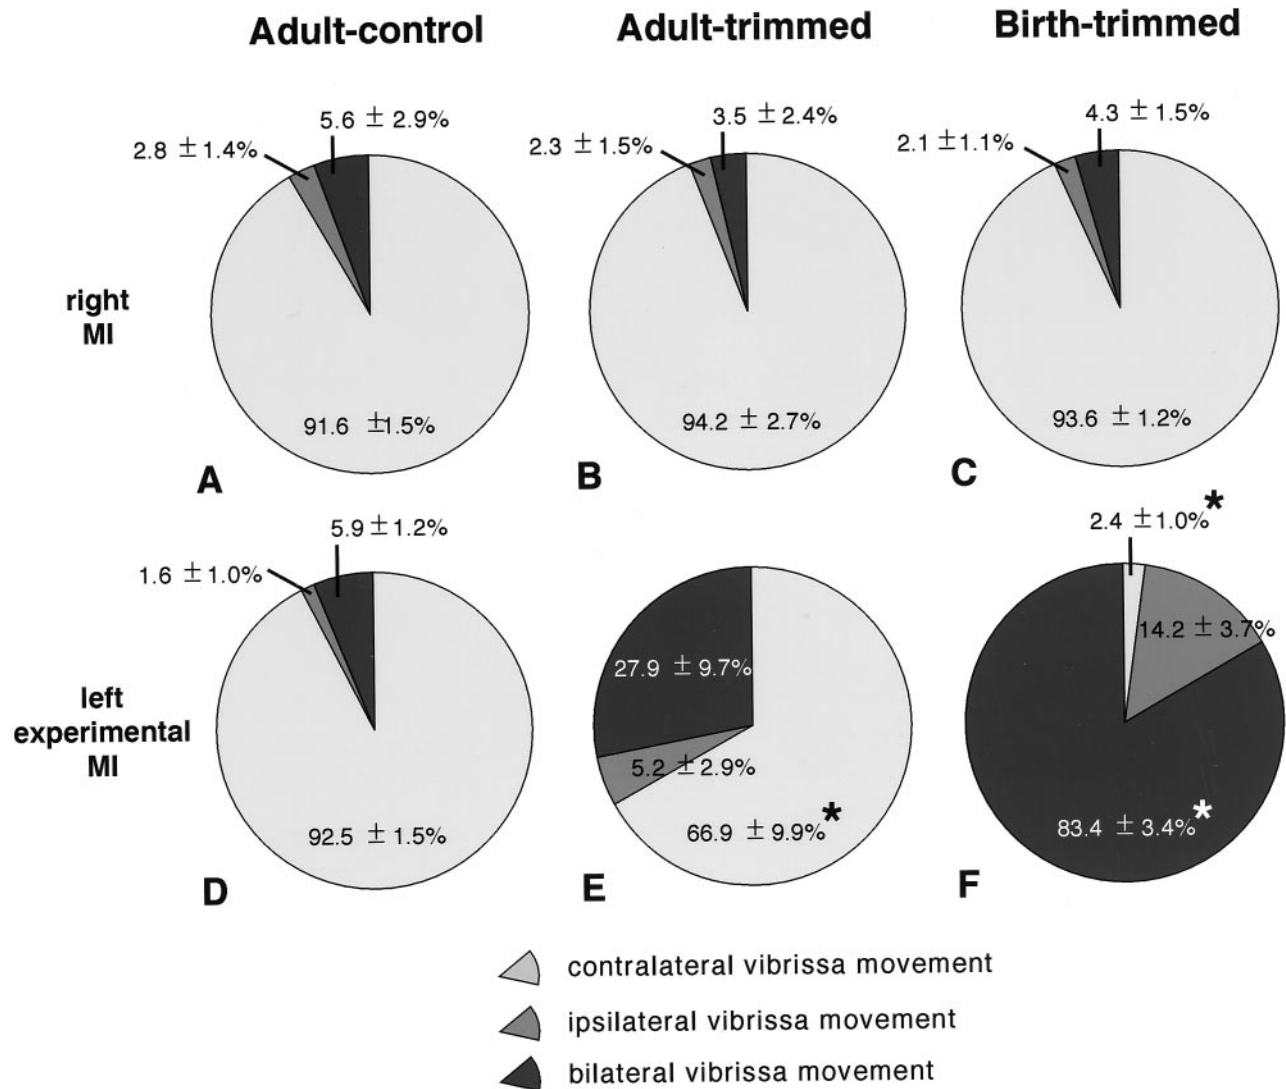 Adult-control Adult-trimmed Birth-trimmed
5.6 ± 2.9% 3.5 ± 2.4% 4.3 ± 1.5%
2.8 ± 1.4% 2.3 ± 1.5% 2.1 ± 1.1%
right
MI
91.6 ±1.5% 94.2 ± 2.7% 93.6 ± 1.2%
A B C
5.9 ± 1.2% 2.4 ± 1.0%*
1.6 ± 1.0%
14.2 ± 3.7%
27.9 ± 9.7%
left
experimental
MI
5.2 ± 2.9%
92.5 ± 1.5% 66.9 ± 9.9%* 83.4 ± 3.4%*
D E F
contralateral vibrissa movement
ipsilateral vibrissa movement
bilateral vibrissa movement